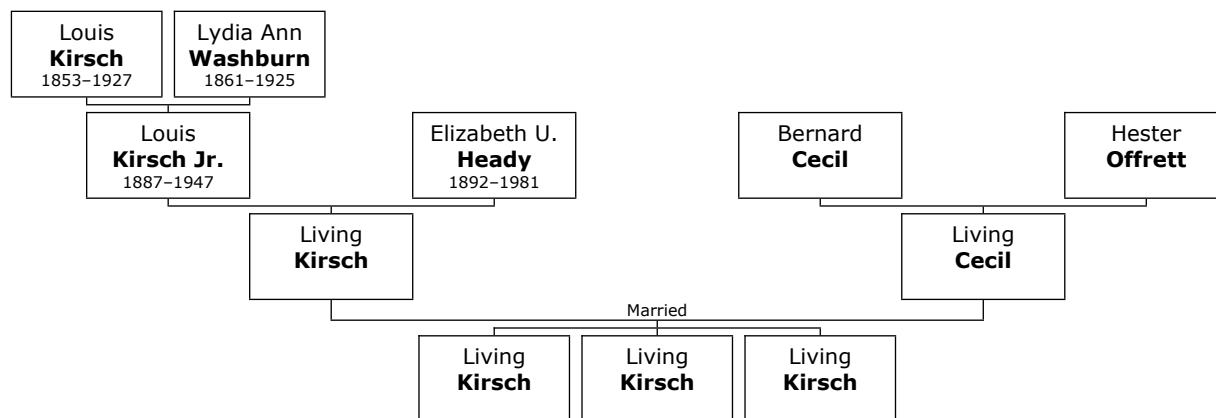 Louis
Kirsch
1853–1927
Lydia Ann
Washburn
1861–1925
Louis
Kirsch Jr.
1887–1947
Elizabeth U.
Heady
1892–1981
Bernard
Cecil
Hester
Offrett
Living
Kirsch
Living
Cecil
Married
Living
Kirsch
Living
Kirsch
Living
Kirsch